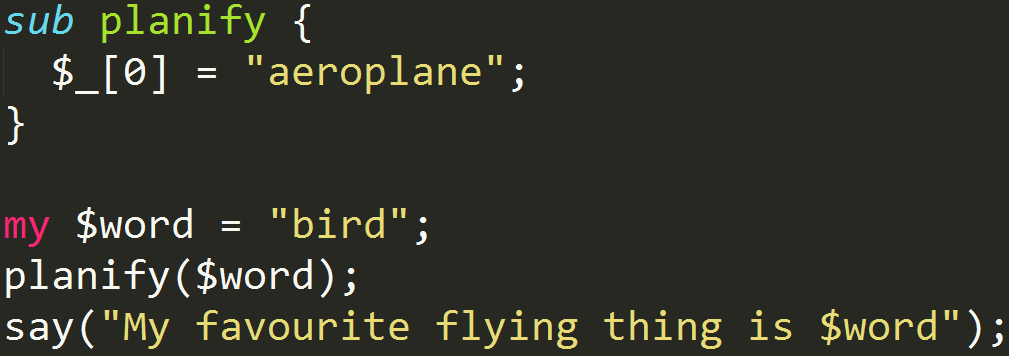 sub planify {
  $_[0] = "aeroplane";
}

my $word = "bird";
planify($word);
say("My favourite flying thing is $word");